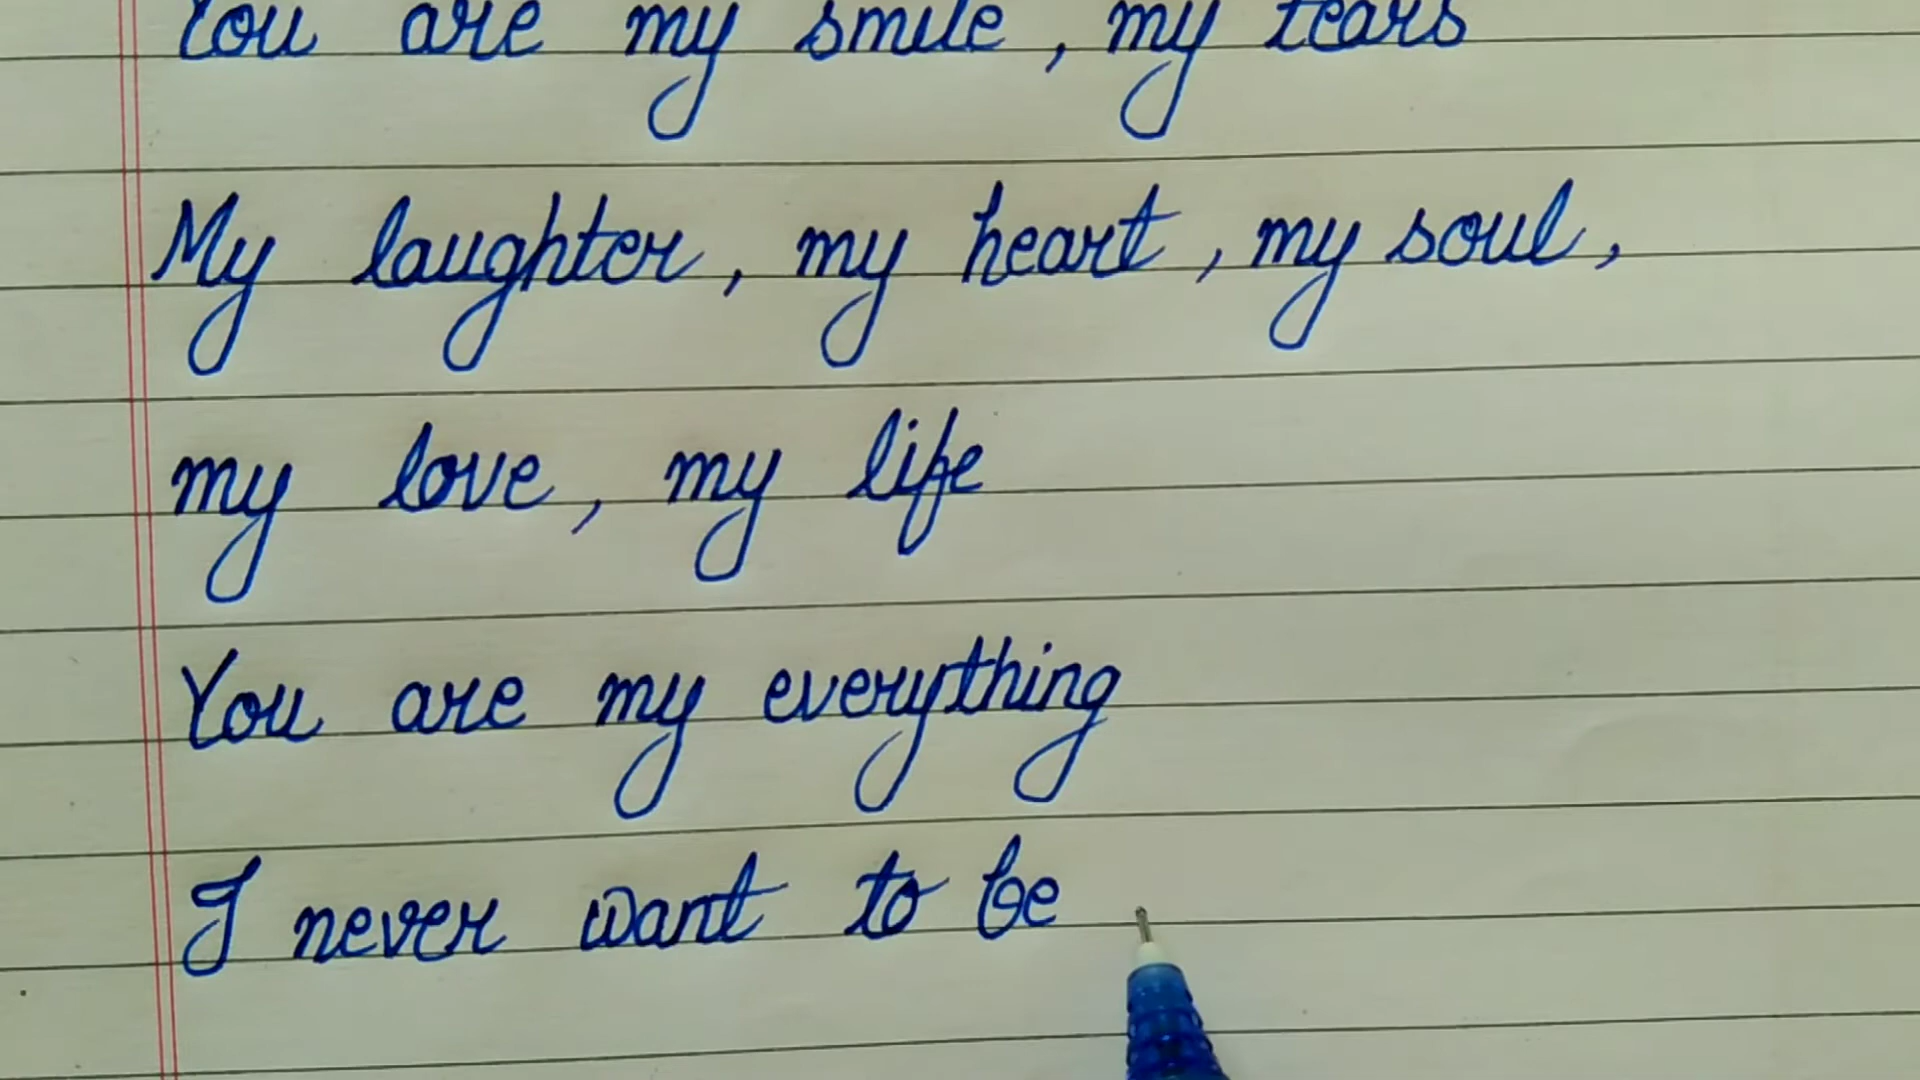 You are my smile, my tears
My laughter, my heart, my soul,
my love, my life
You are my everything
I never want to be